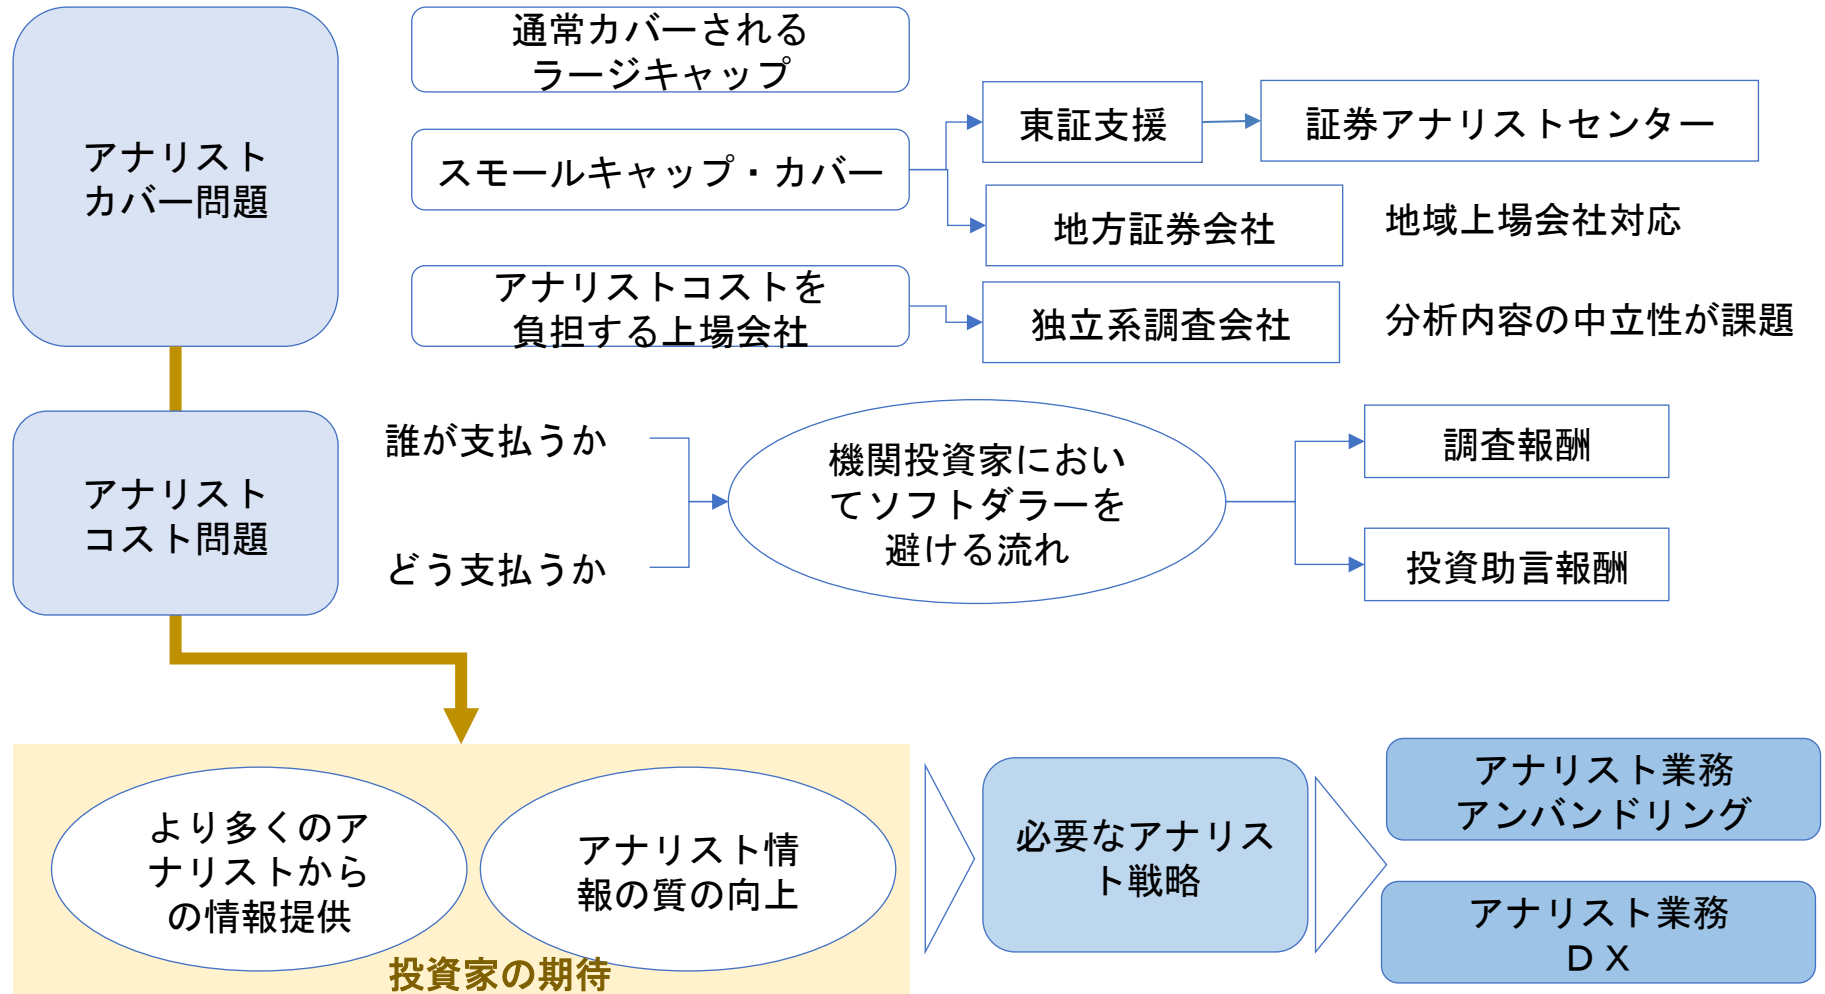 アナリスト
カバー問題
通常カバーされる
ラージキャップ
スモールキャップ・カバー
東証支援
証券アナリストセンター
地方証券会社
地域上場会社対応
アナリストコストを
負担する上場会社
独立系調査会社
分析内容の中立性が課題
アナリスト
コスト問題
誰が支払うか
どう支払うか
機関投資家におい
てソフトダラーを
避ける流れ
調査報酬
投資助言報酬
より多くのア
ナリストから
の情報提供
アナリスト情
報の質の向上
投資家の期待
必要なアナリス
ト戦略
アナリスト業務
アンバンドリング
アナリスト業務
ＤＸ